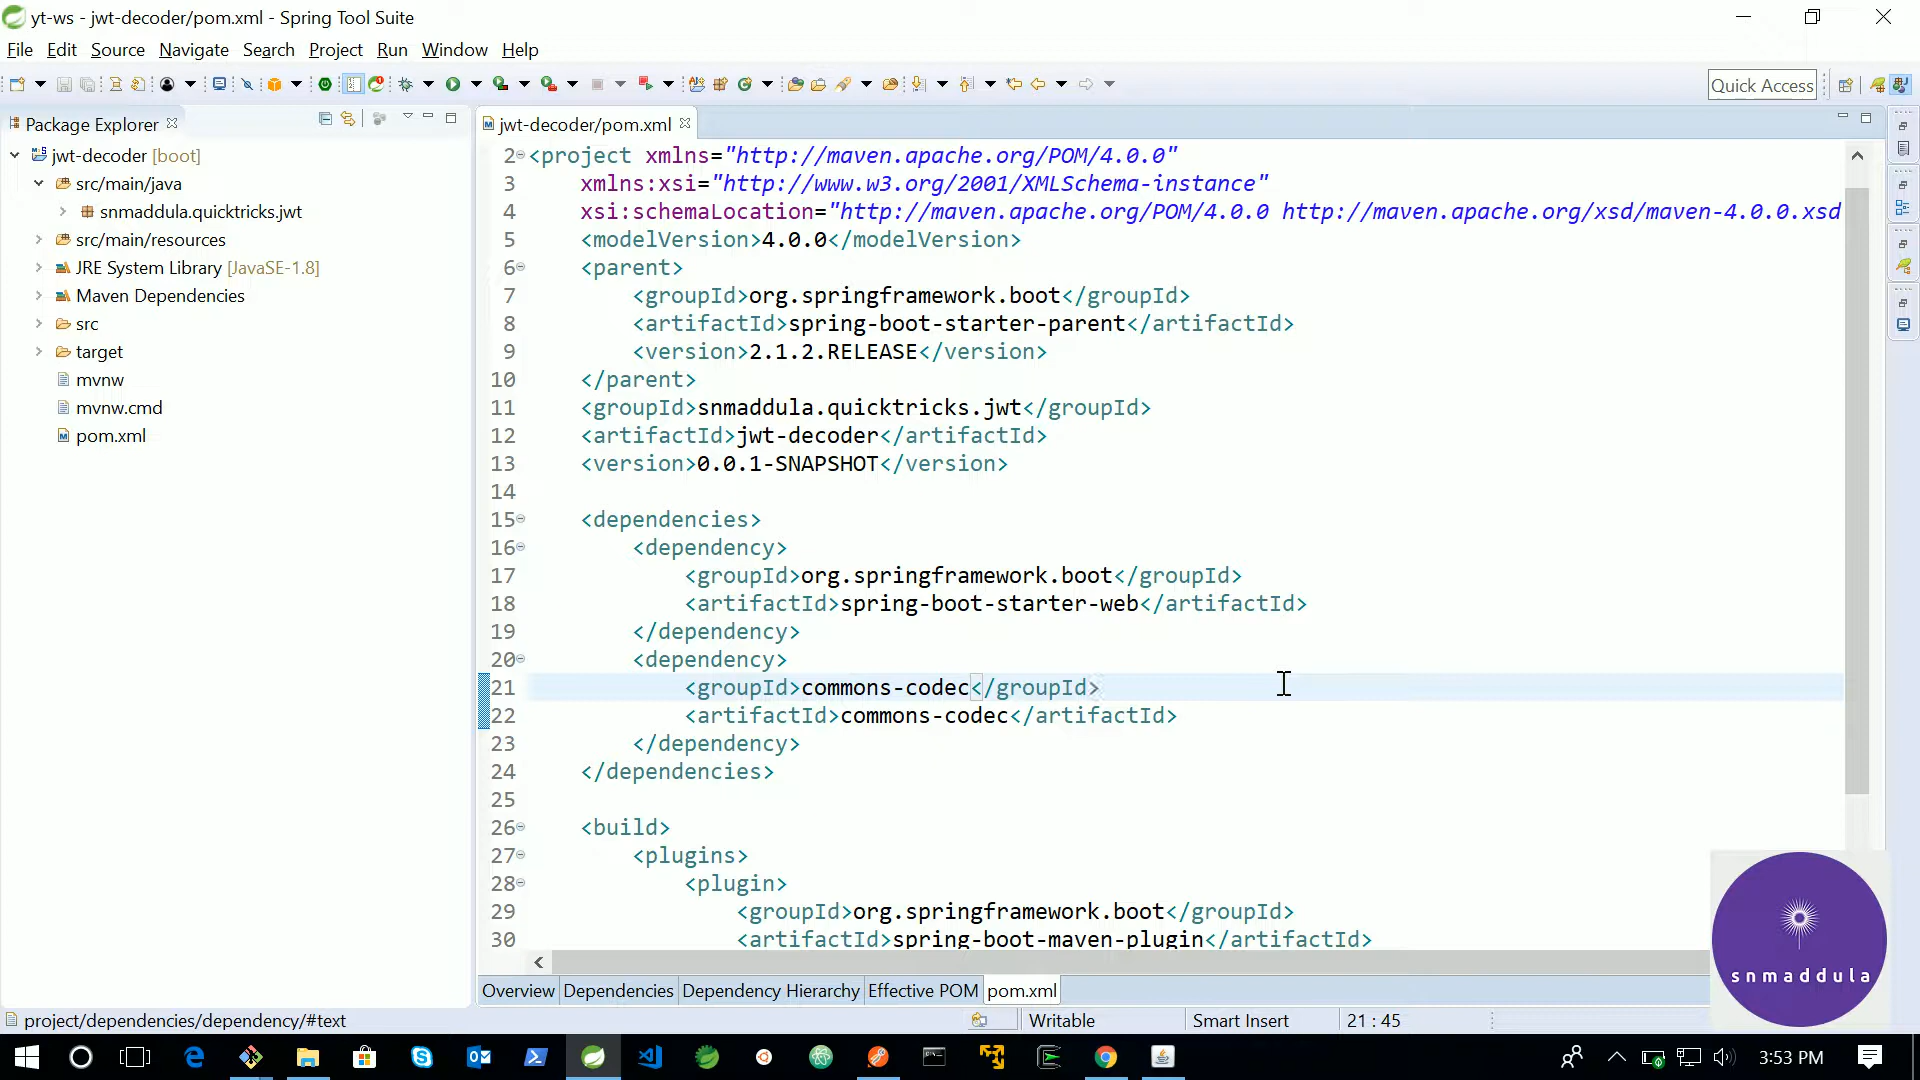 yt-ws - jwt-decoder/pom.xml - Spring Tool Suite
File Edit Source Navigate Search Project Run Window Help
Quick Access
Package Explorer
jwt-decoder [boot]
src/main/java
snmaddula.quicktricks.jwt
src/main/resources
JRE System Library [JavaSE-1.8]
Maven Dependencies
src
target
mvnw
mvnw.cmd
pom.xml
jwt-decoder/pom.xml
2 <project xmlns="http://maven.apache.org/POM/4.0.0"
3 xmlns:xsi="http://www.w3.org/2001/XMLSchema-instance"
4 xsi:schemaLocation="http://maven.apache.org/POM/4.0.0 http://maven.apache.org/xsd/maven-4.0.0.xsd
5 <modelVersion>4.0.0</modelVersion>
6 <parent>
7 <groupId>org.springframework.boot</groupId>
8 <artifactId>spring-boot-starter-parent</artifactId>
9 <version>2.1.2.RELEASE</version>
10 </parent>
11 <groupId>snmaddula.quicktricks.jwt</groupId>
12 <artifactId>jwt-decoder</artifactId>
13 <version>0.0.1-SNAPSHOT</version>
14
15 <dependencies>
16 <dependency>
17 <groupId>org.springframework.boot</groupId>
18 <artifactId>spring-boot-starter-web</artifactId>
19 </dependency>
20 <dependency>
21 <groupId>commons-codec</groupId>
22 <artifactId>commons-codec</artifactId>
23 </dependency>
24 </dependencies>
25
26 <build>
27 <plugins>
28 <plugin>
29 <groupId>org.springframework.boot</groupId>
30 <artifactId>spring-boot-maven-plugin</artifactId>
Overview Dependencies Dependency Hierarchy Effective POM pom.xml
snmaddula
project/dependencies/dependency/#text Writable Smart Insert 21 : 45
3:53 PM